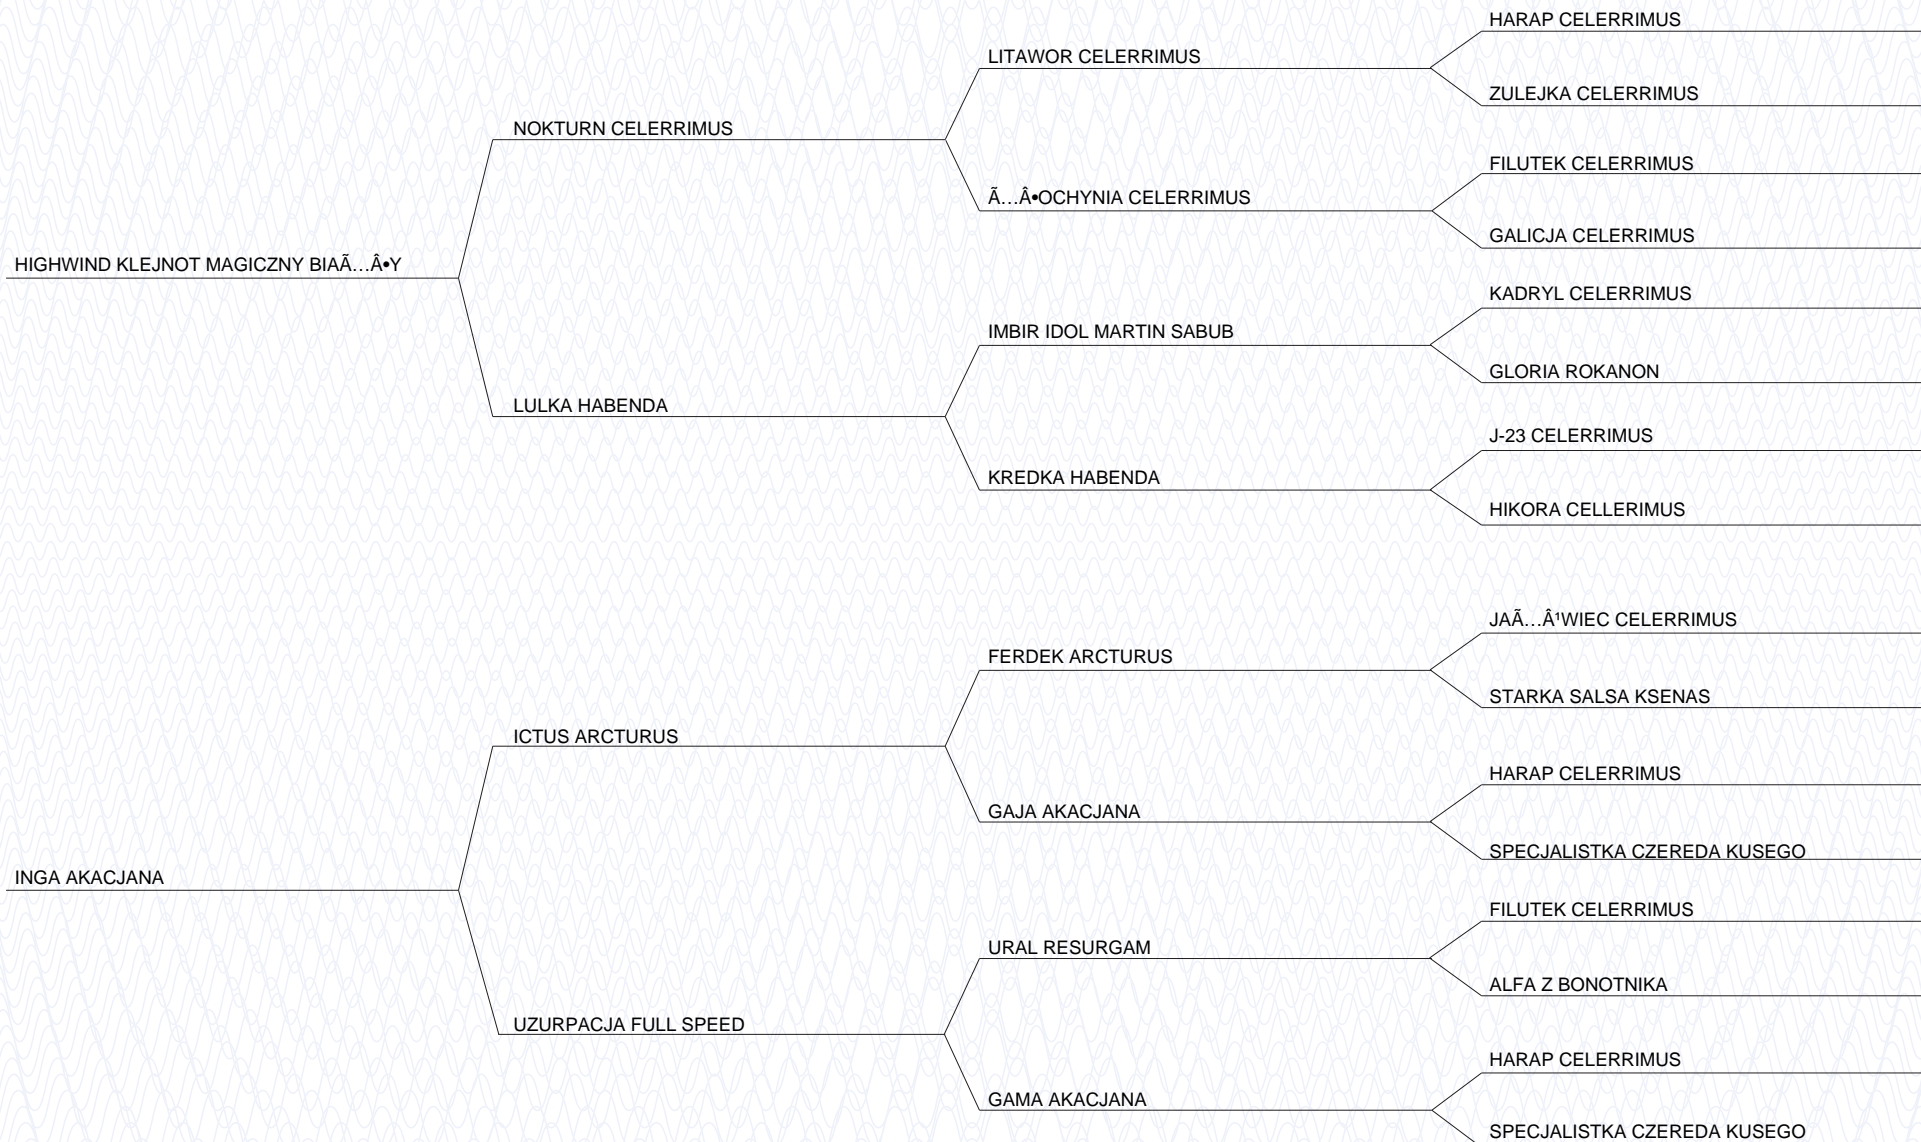 HARAP CELERRIMUS
LITAWOR CELERRIMUS
ZULEJKA CELERRIMUS
NOKTURN CELERRIMUS
FILUTEK CELERRIMUS
Ã…Â•OCHYNIA CELERRIMUS
GALICJA CELERRIMUS
HIGHWIND KLEJNOT MAGICZNY BIAÃ…Â•Y
KADRYL CELERRIMUS
IMBIR IDOL MARTIN SABUB
GLORIA ROKANON
LULKA HABENDA
J-23 CELERRIMUS
KREDKA HABENDA
HIKORA CELLERIMUS
JAÃ…Â¹WIEC CELERRIMUS
FERDEK ARCTURUS
STARKA SALSA KSENAS
ICTUS ARCTURUS
HARAP CELERRIMUS
GAJA AKACJANA
SPECJALISTKA CZEREDA KUSEGO
INGA AKACJANA
FILUTEK CELERRIMUS
URAL RESURGAM
ALFA Z BONOTNIKA
UZURPACJA FULL SPEED
HARAP CELERRIMUS
GAMA AKACJANA
SPECJALISTKA CZEREDA KUSEGO